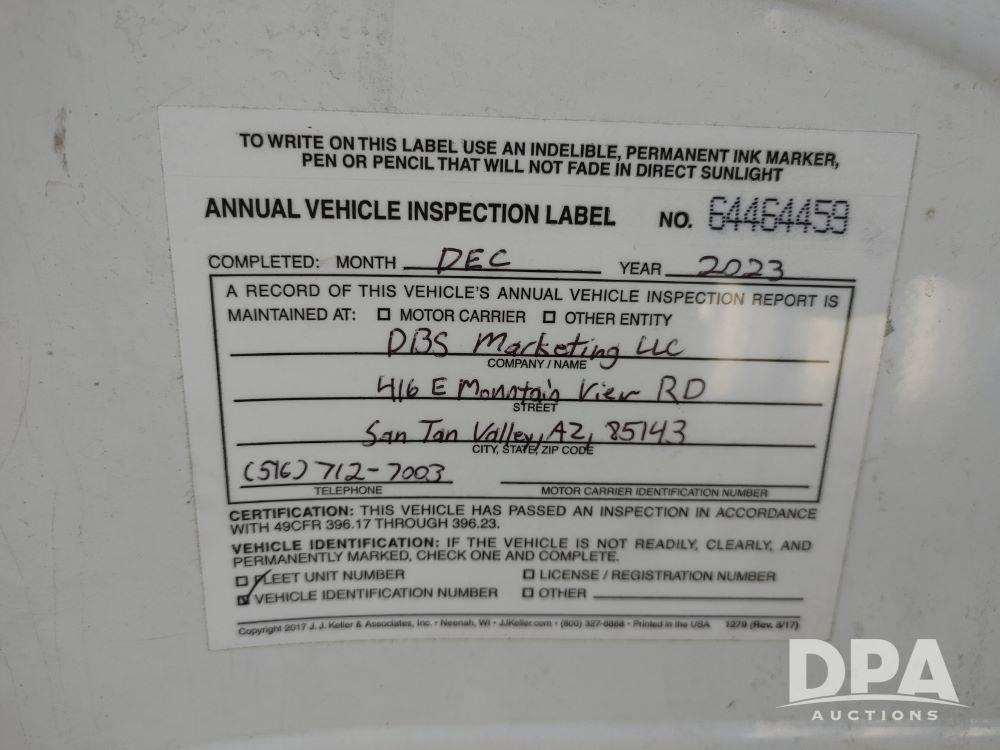 TO WRITE ON THIS LABEL USE AN INDELIBLE, PERMANENT INK MARKER,
PEN OR PENCIL THAT WILL NOT FADE IN DIRECT SUNLIGHT
ANNUAL VEHICLE INSPECTION LABEL NO. 64464459
COMPLETED: MONTH DEC YEAR 2023
A RECORD OF THIS VEHICLE'S ANNUAL VEHICLE INSPECTION REPORT IS
MAINTAINED AT: ☐ MOTOR CARRIER ☐ OTHER ENTITY
DBS Marketing LLC
COMPANY / NAME
416 E Mountain View RD
STREET
San Tan Valley, AZ, 85143
CITY, STATE, ZIP CODE
(516) 712-7003
TELEPHONE MOTOR CARRIER IDENTIFICATION NUMBER
CERTIFICATION: THIS VEHICLE HAS PASSED AN INSPECTION IN ACCORDANCE
WITH 49CFR 396.17 THROUGH 396.23.
VEHICLE IDENTIFICATION: IF THE VEHICLE IS NOT READILY, CLEARLY, AND
PERMANENTLY MARKED, CHECK ONE AND COMPLETE.
☐ FLEET UNIT NUMBER ☐ LICENSE / REGISTRATION NUMBER
☑ VEHICLE IDENTIFICATION NUMBER ☐ OTHER
Copyright 2017 J. J. Keller & Associates, Inc. • Neenah, WI • JJKeller.com • (800) 327-6868 • Printed in the USA 1279 (Rev. 3/17)
DPA
AUCTIONS